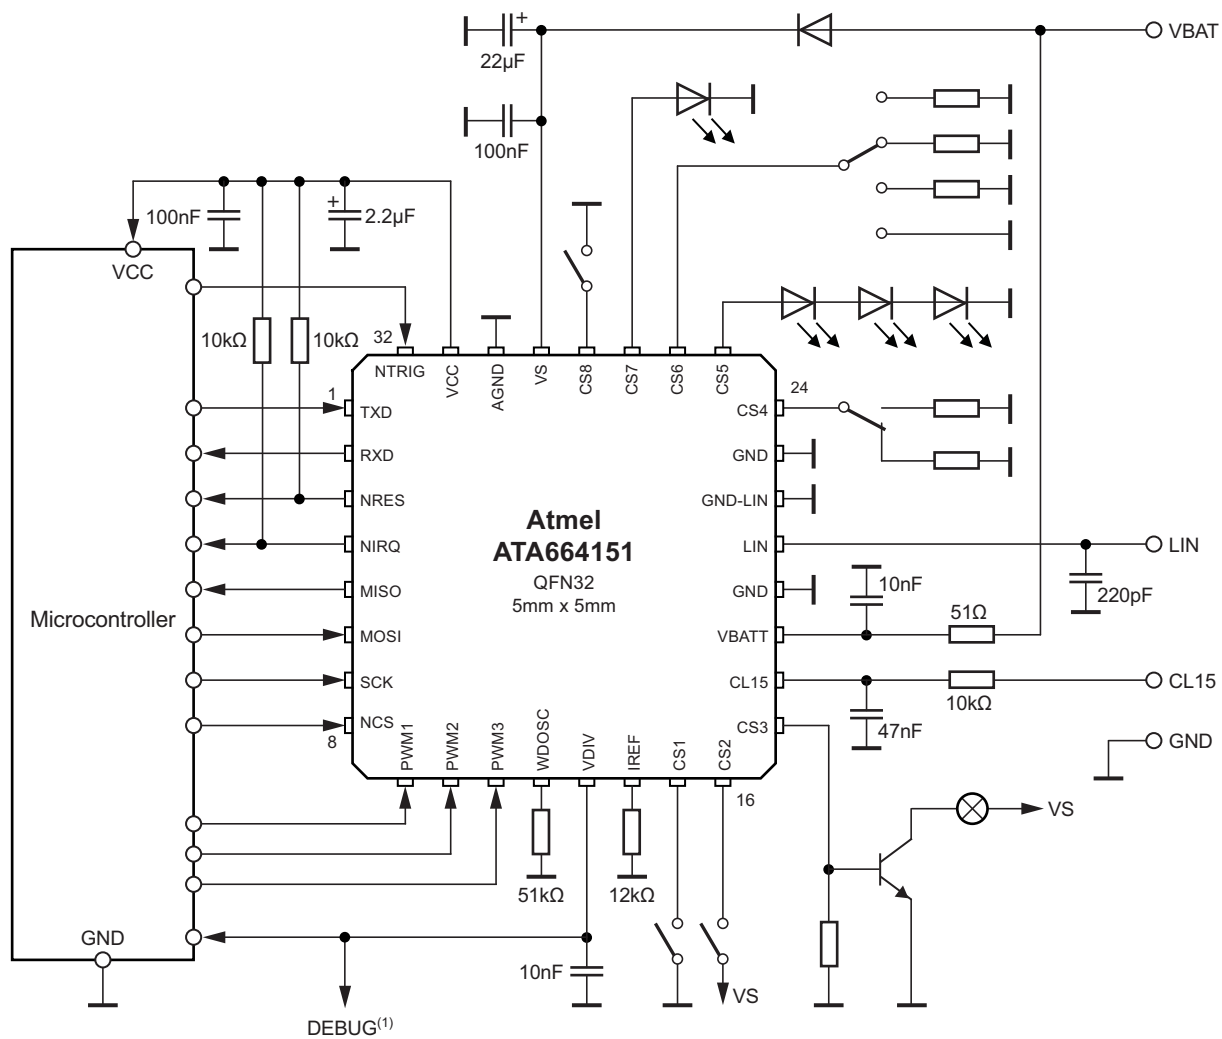 VBAT
+
22µF
100nF
100nF
+
2.2µF
VCC
10kΩ
10kΩ
32
NTRIG
VCC
AGND
VS
CS8
CS7
CS6
CS5
24
1
TXD
CS4
RXD
GND
NRES
GND-LIN
Atmel
ATA664151
QFN32
5mm x 5mm
NIRQ
LIN
LIN
MISO
GND
10nF
220pF
Microcontroller
51Ω
MOSI
VBATT
SCK
CL15
CL15
10kΩ
NCS
CS3
47nF
GND
8
PWM1
PWM2
PWM3
WDOSC
VDIV
IREF
CS1
CS2
16
VS
51kΩ
12kΩ
GND
10nF
VS
DEBUG(1)